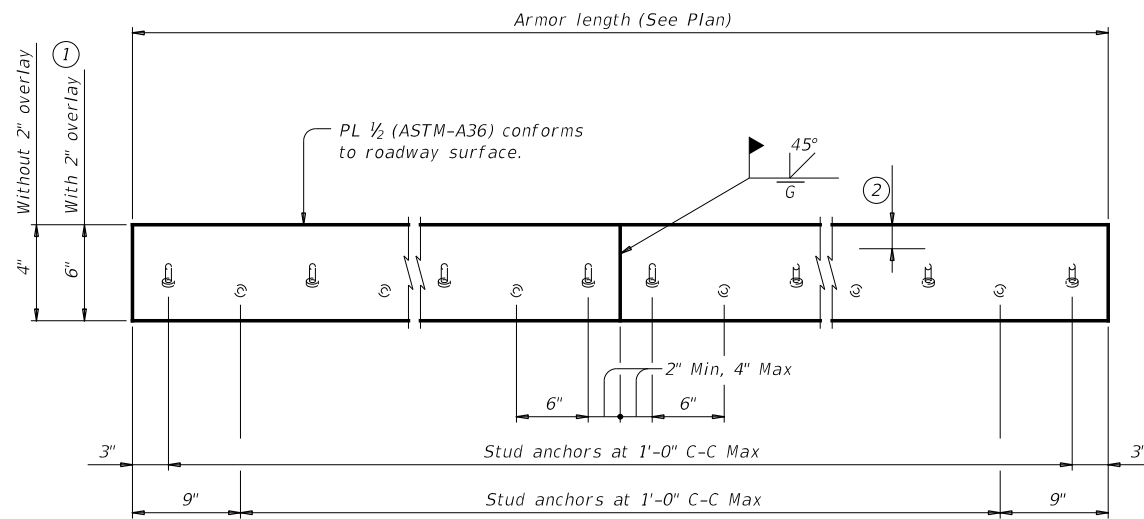 Armor length (See Plan)
Without 2" overlay
With 2" overlay
1
PL ½ (ASTM-A36) conforms
to roadway surface.
45°
G
2
4"
6"
2" Min, 4" Max
6"
6"
3"
Stud anchors at 1'-0" C-C Max
3"
9"
Stud anchors at 1'-0" C-C Max
9"